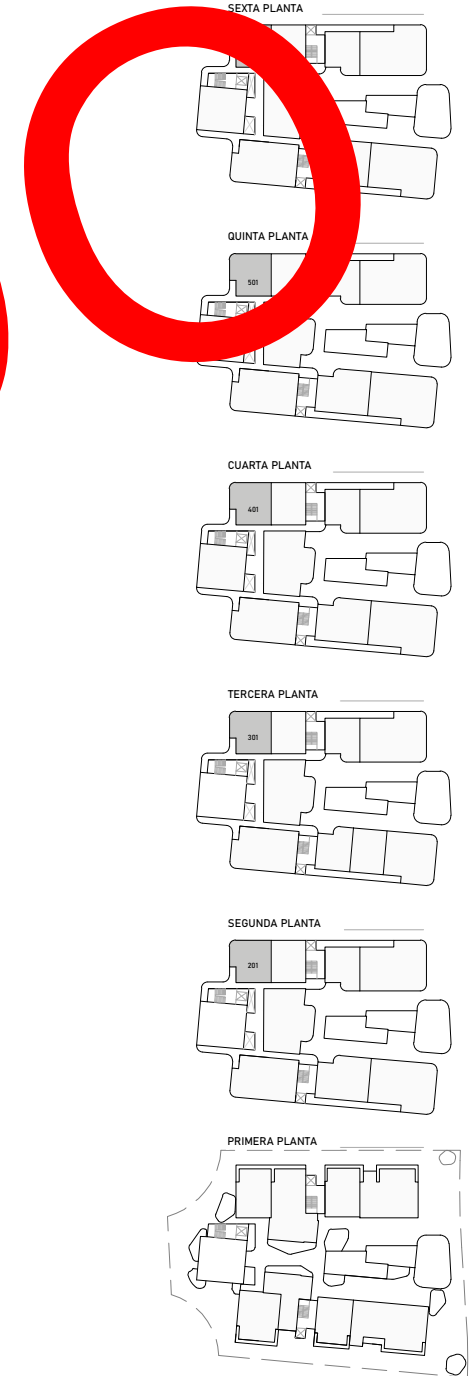 SEXTA PLANTA
QUINTA PLANTA
501
CUARTA PLANTA
401
TERCERA PLANTA
301
SEGUNDA PLANTA
201
PRIMERA PLANTA